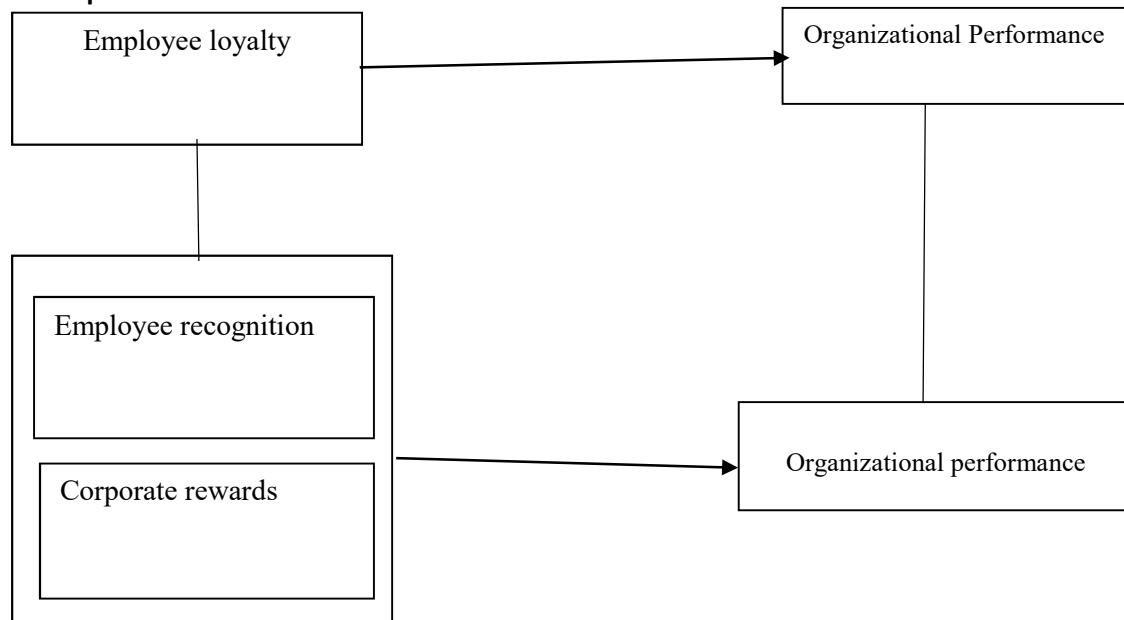 Employee loyalty
Organizational Performance
Employee recognition
Corporate rewards
Organizational performance